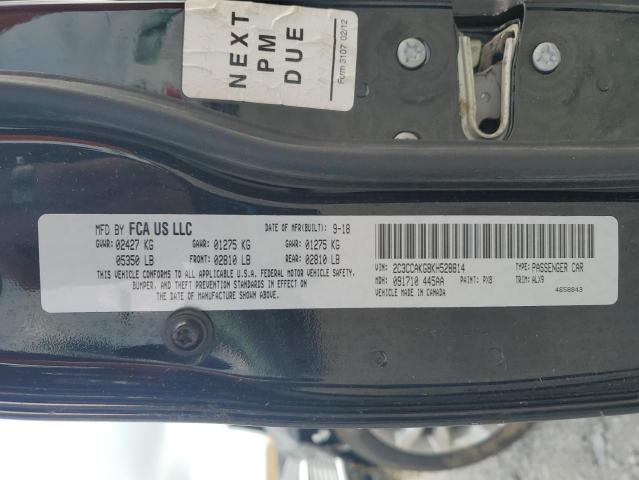 NEXT
PM
DUE
Form 3107 02/12
MFD BY FCA US LLC DATE OF MFR(BUILT): 9-18
GVWR: 02427 KG GAWR: 01275 KG GAWR: 01275 KG
05350 LB FRONT: 02810 LB REAR: 02810 LB
THIS VEHICLE CONFORMS TO ALL APPLICABLE U.S.A. FEDERAL MOTOR VEHICLE SAFETY,
BUMPER, AND THEFT PREVENTION STANDARDS IN EFFECT ON
THE DATE OF MANUFACTURE SHOWN ABOVE.
VIN: 2C3CCAKG8KH528814 TYPE: PASSENGER CAR
MDH: 091710 445AA PAINT: PX8 TRIM: ALX9
VEHICLE MADE IN CANADA 4658843